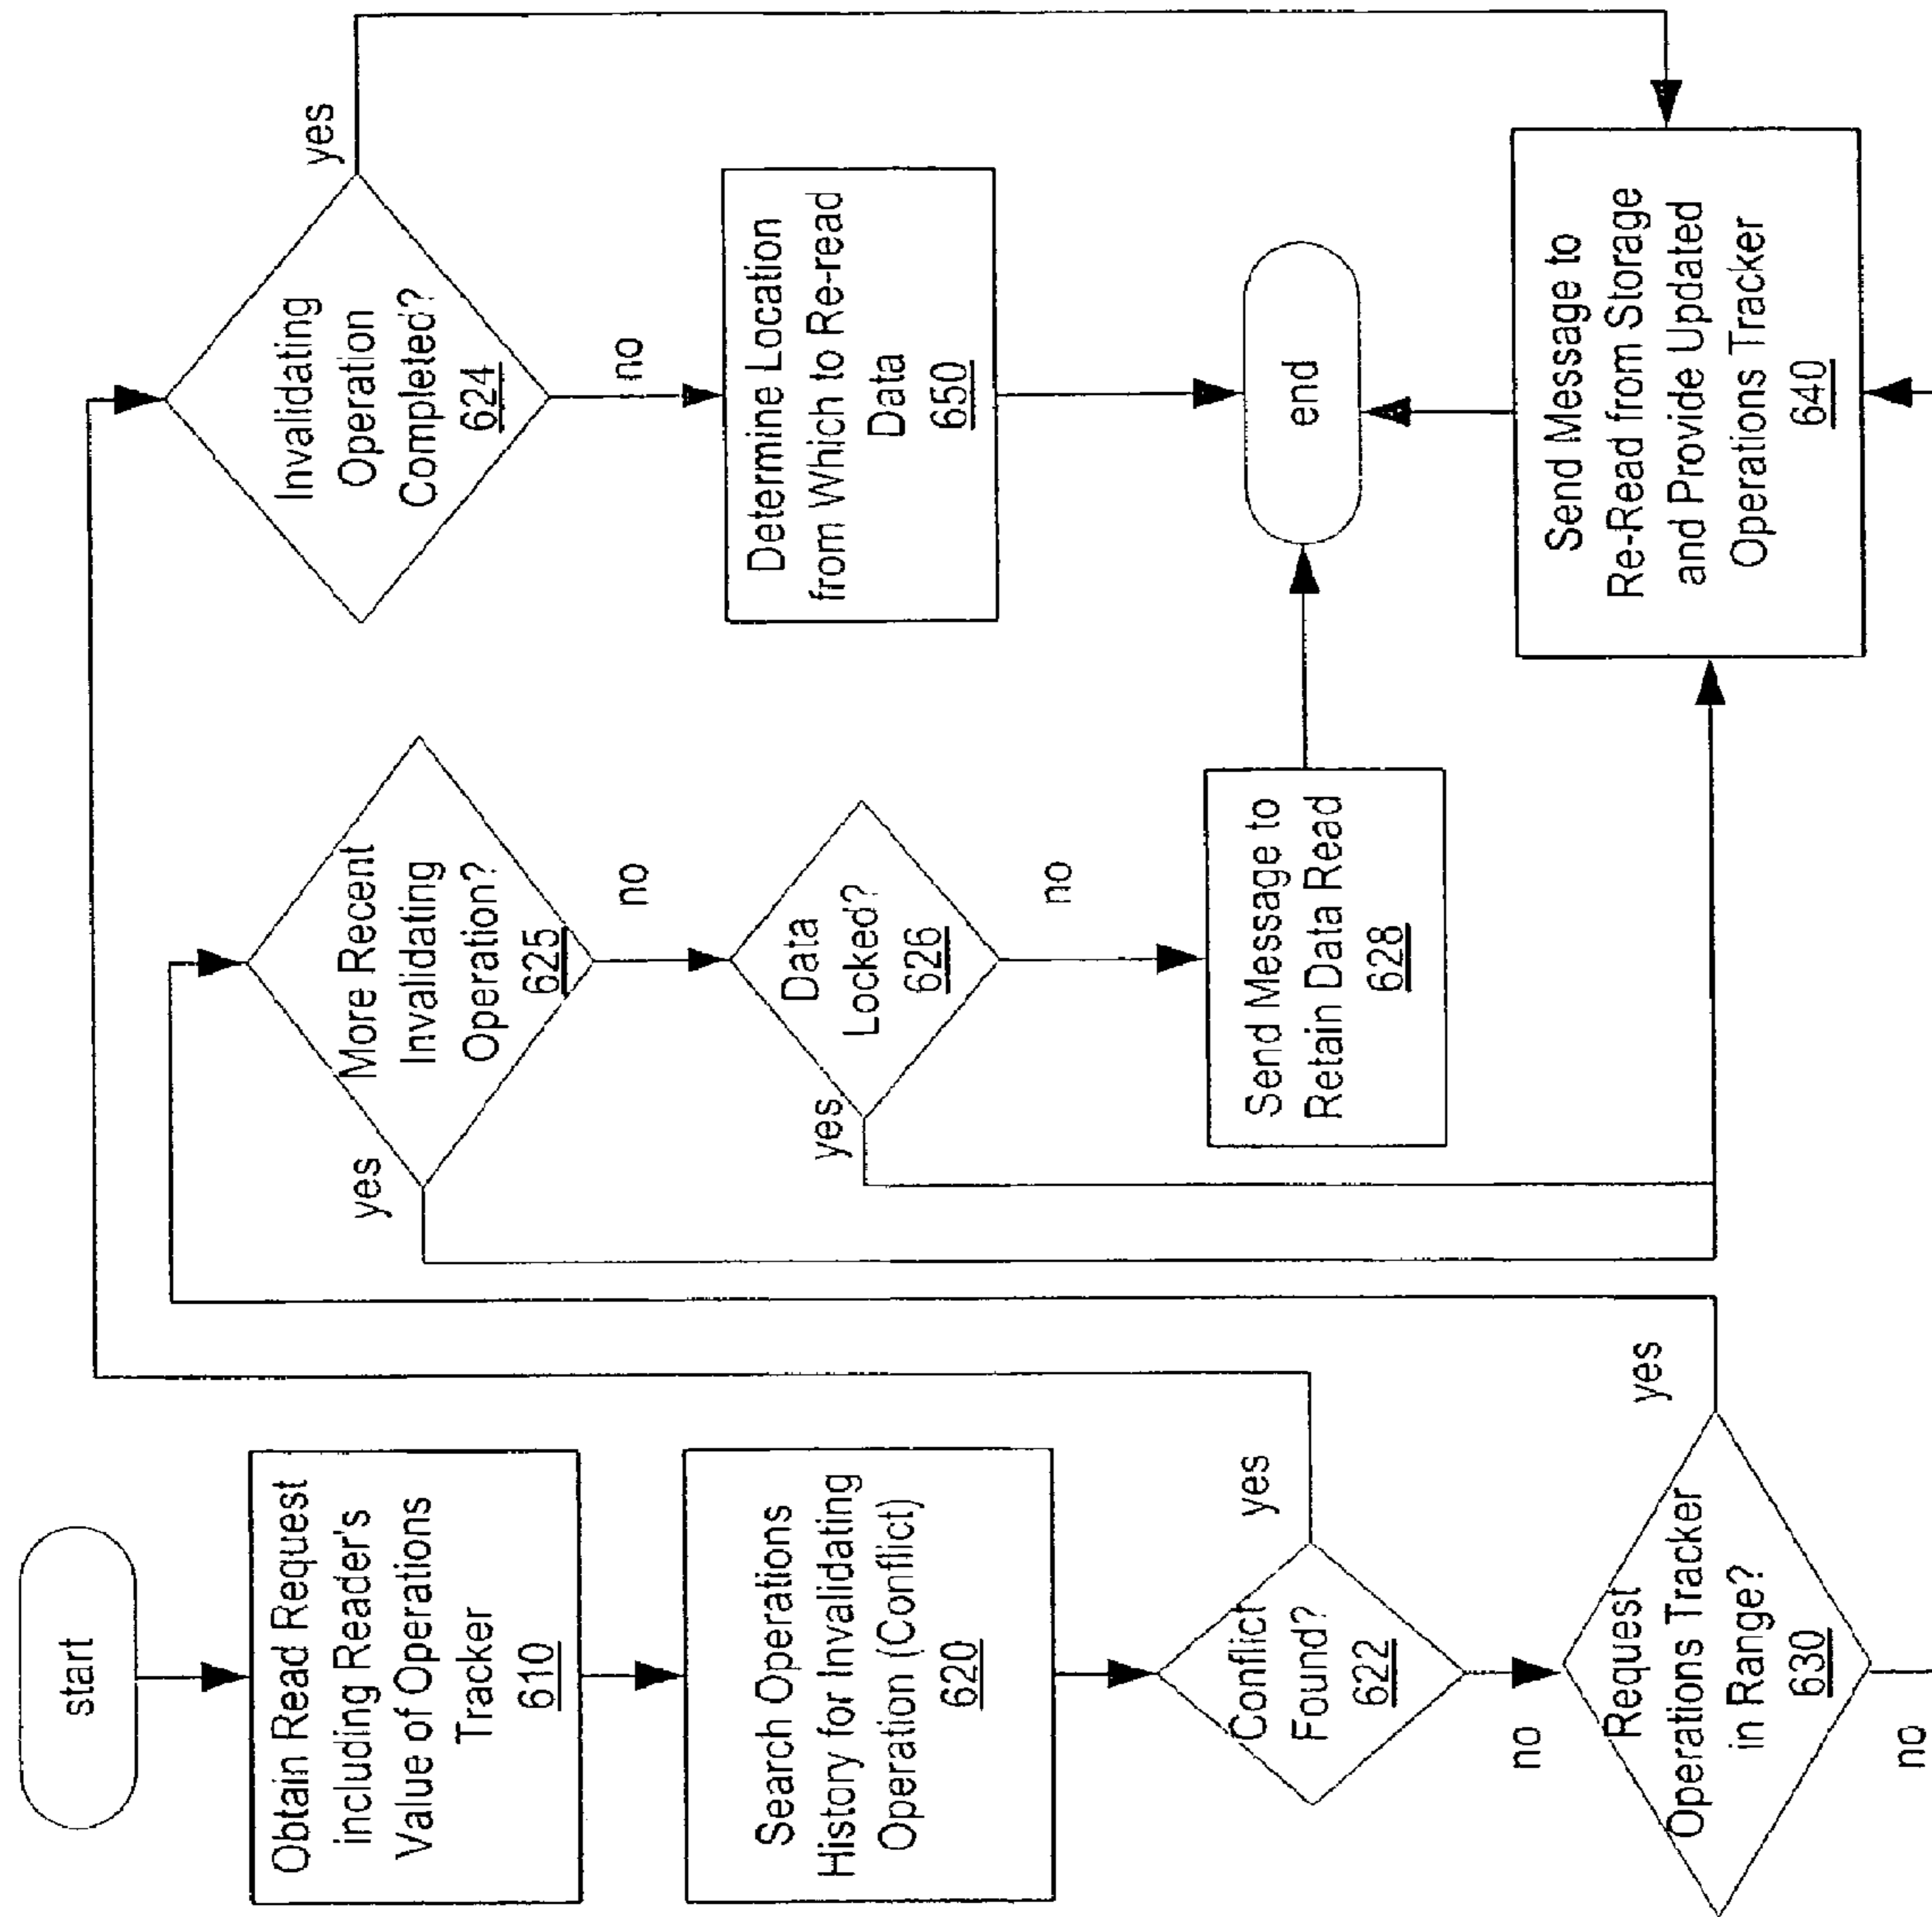 start
Obtain Read Request
including Reader's
Value of Operations
Tracker
610
Search Operations
History for Invalidating
Operation (Conflict)
620
Conflict
Found?
622
yes
no
Request
Operations Tracker
in Range?
630
yes
no
More Recent
Invalidating
Operation?
625
yes
no
Data
Locked?
626
yes
no
Send Message to
Retain Data Read
628
Invalidating
Operation
Completed?
624
yes
no
Determine Location
from Which to Re-read
Data
650
end
Send Message to
Re-Read from Storage
and Provide Updated
Operations Tracker
640